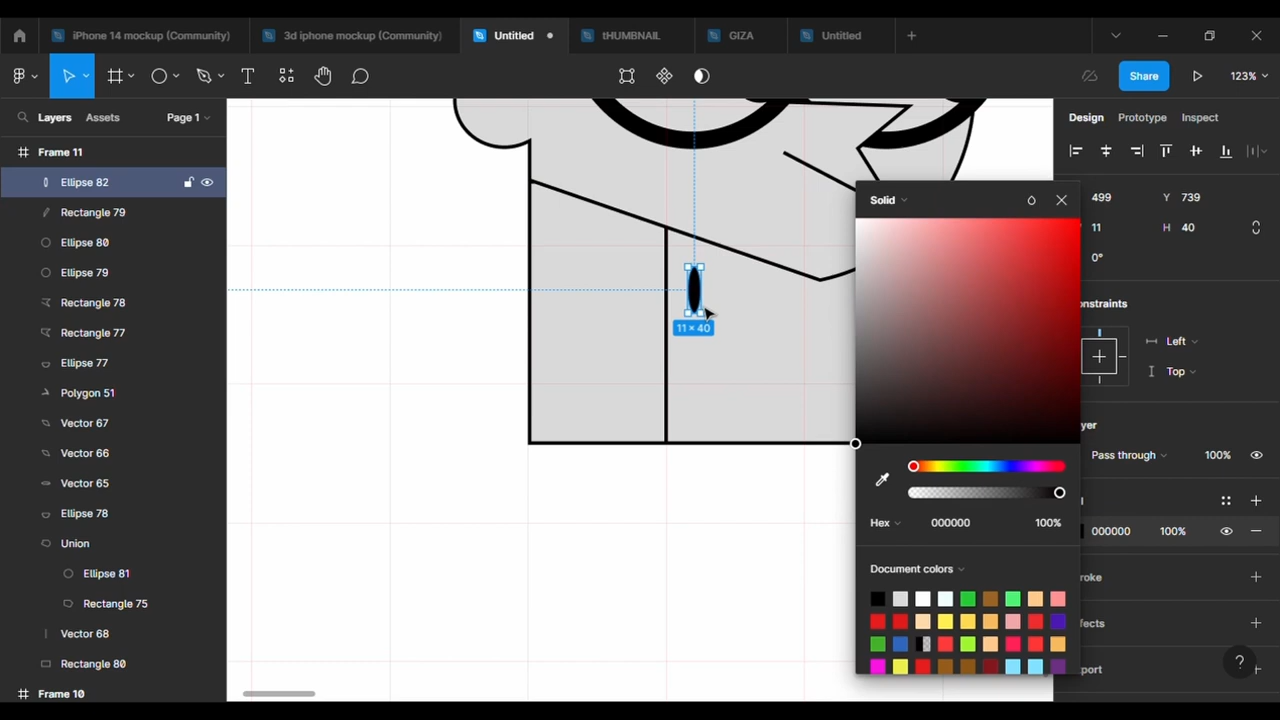 iPhone 14 mockup (Community)
3d iphone mockup (Community)
Untitled
tHUMBNAIL
GIZA
Untitled
Share
123%
Layers
Assets
Page 1
Design
Prototype
Inspect
Frame 11
Ellipse 82
Rectangle 79
Ellipse 80
Ellipse 79
Rectangle 78
Rectangle 77
Ellipse 77
Polygon 51
Vector 67
Vector 66
Vector 65
Ellipse 78
Union
Ellipse 81
Rectangle 75
Vector 68
Rectangle 80
Frame 10
11 × 40
Solid
Hex
000000
100%
Document colors
499
Y
739
11
H
40
0°
onstraints
Left
Top
yer
Pass through
100%
000000
100%
roke
fects
port
?